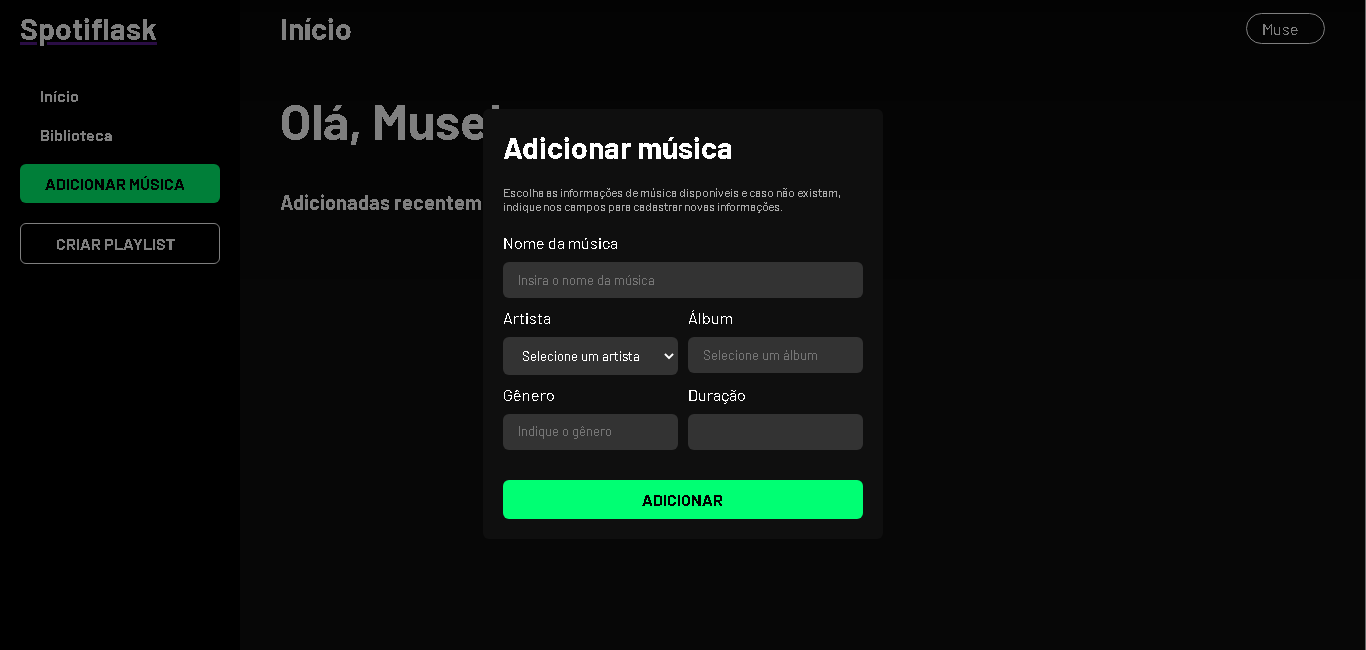 Spotiflask
Início
Muse
Início
Biblioteca
ADICIONAR MÚSICA
CRIAR PLAYLIST
Olá, Muse!
Adicionadas recentem
Adicionar música
Escolha as informações de música disponíveis e caso não existam,
indique nos campos para cadastrar novas informações.
Nome da música
Insira o nome da música
Artista
Álbum
Selecione um artista
Selecione um álbum
Gênero
Duração
Indique o gênero
ADICIONAR